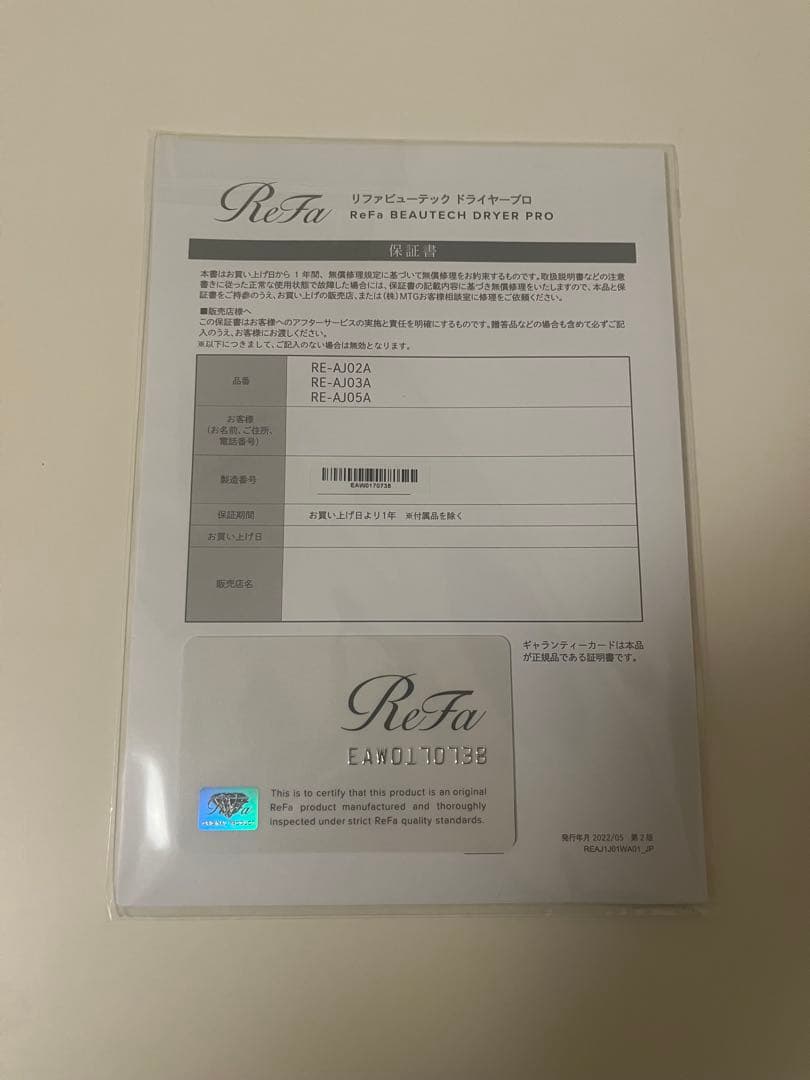 ReFa
リファビューテック ドライヤープロ
ReFa BEAUTECH DRYER PRO
保証書
本書はお買い上げ日から 1 年間、無償修理規定に基づいて無償修理をお約束するものです。取扱説明書などの注意
書きに従った正常な使用状態で故障した場合には、保証書の記載内容に基づき無償修理をいたしますので、本品と保
証書をご持参のうえ、お買い上げの販売店、または(株)MTGお客様相談室に修理をご依頼ください。
■販売店様へ
この保証書はお客様へのアフターサービスの実施と責任を明確にするものです。贈答品などの場合も含めて必ずご記
入のうえ、お客様にお渡しください。
※以下につきまして、ご記入のない場合は無効となります。
品番
RE-AJ02A
RE-AJ03A
RE-AJ05A
お客様
(お名前、ご住所、
電話番号)
製造番号
EAW0170738
保証期間
お買い上げ日より1年 ※付属品を除く
お買い上げ日
販売店名
ギャランティーカードは本品
が正規品である証明書です。
ReFa
EAW0170738
This is to certify that this product is an original
ReFa product manufactured and thoroughly
inspected under strict ReFa quality standards.
ReFa
発行年月 2022/05 第2版
REAJ1J01WA01_JP